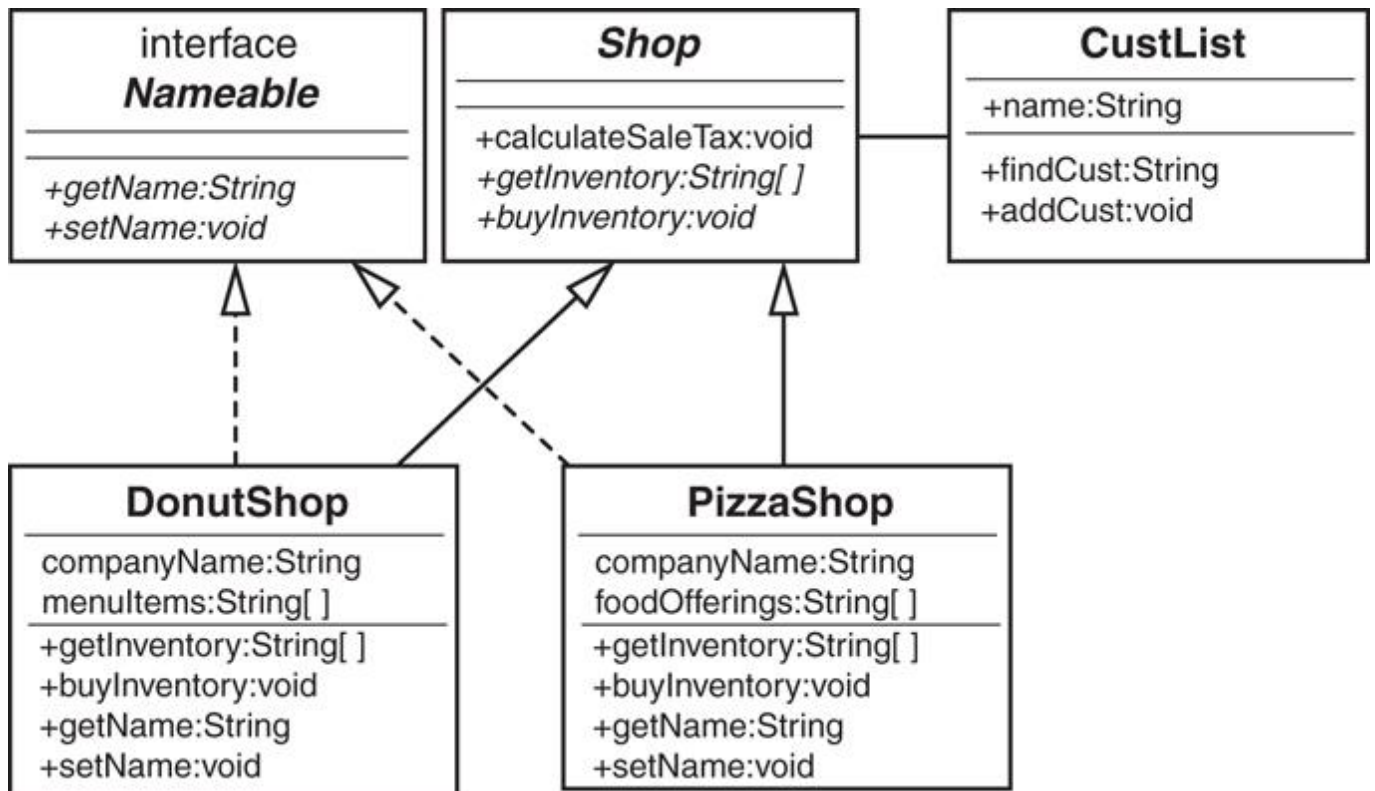 interface
Nameable
+getName:String
+setName:void
Shop
+calculateSaleTax:void
+getInventory:String[ ]
+buyInventory:void
CustList
+name:String
+findCust:String
+addCust:void
DonutShop
companyName:String
menuItems:String[ ]
+getInventory:String[ ]
+buyInventory:void
+getName:String
+setName:void
PizzaShop
companyName:String
foodOfferings:String[ ]
+getInventory:String[ ]
+buyInventory:void
+getName:String
+setName:void